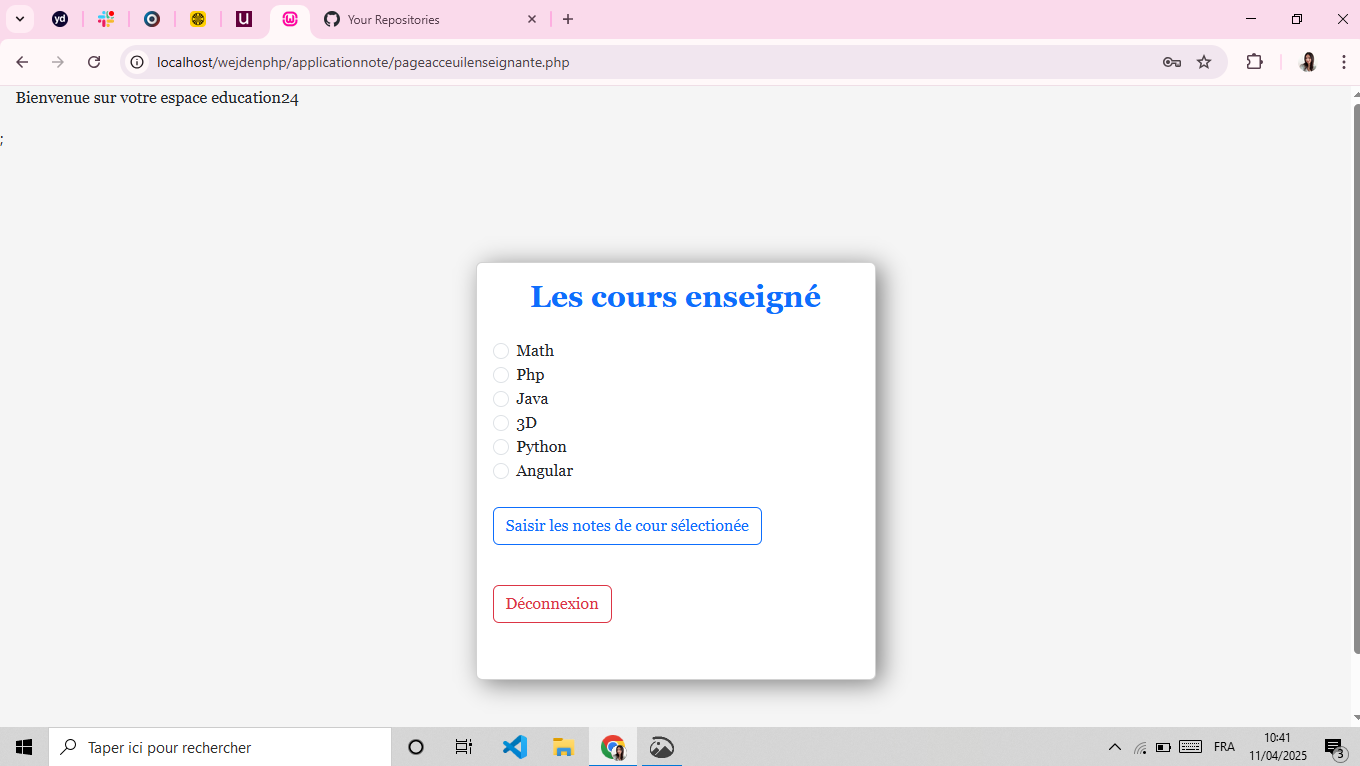 yd
u
Your Repositories
localhost/wejdenphp/applicationnote/pageacceuilenseignante.php
Bienvenue sur votre espace education24
;
Les cours enseigné
Math
Php
Java
3D
Python
Angular
Saisir les notes de cour sélectionée
Déconnexion
Taper ici pour rechercher
FRA
10:41
11/04/2025
3